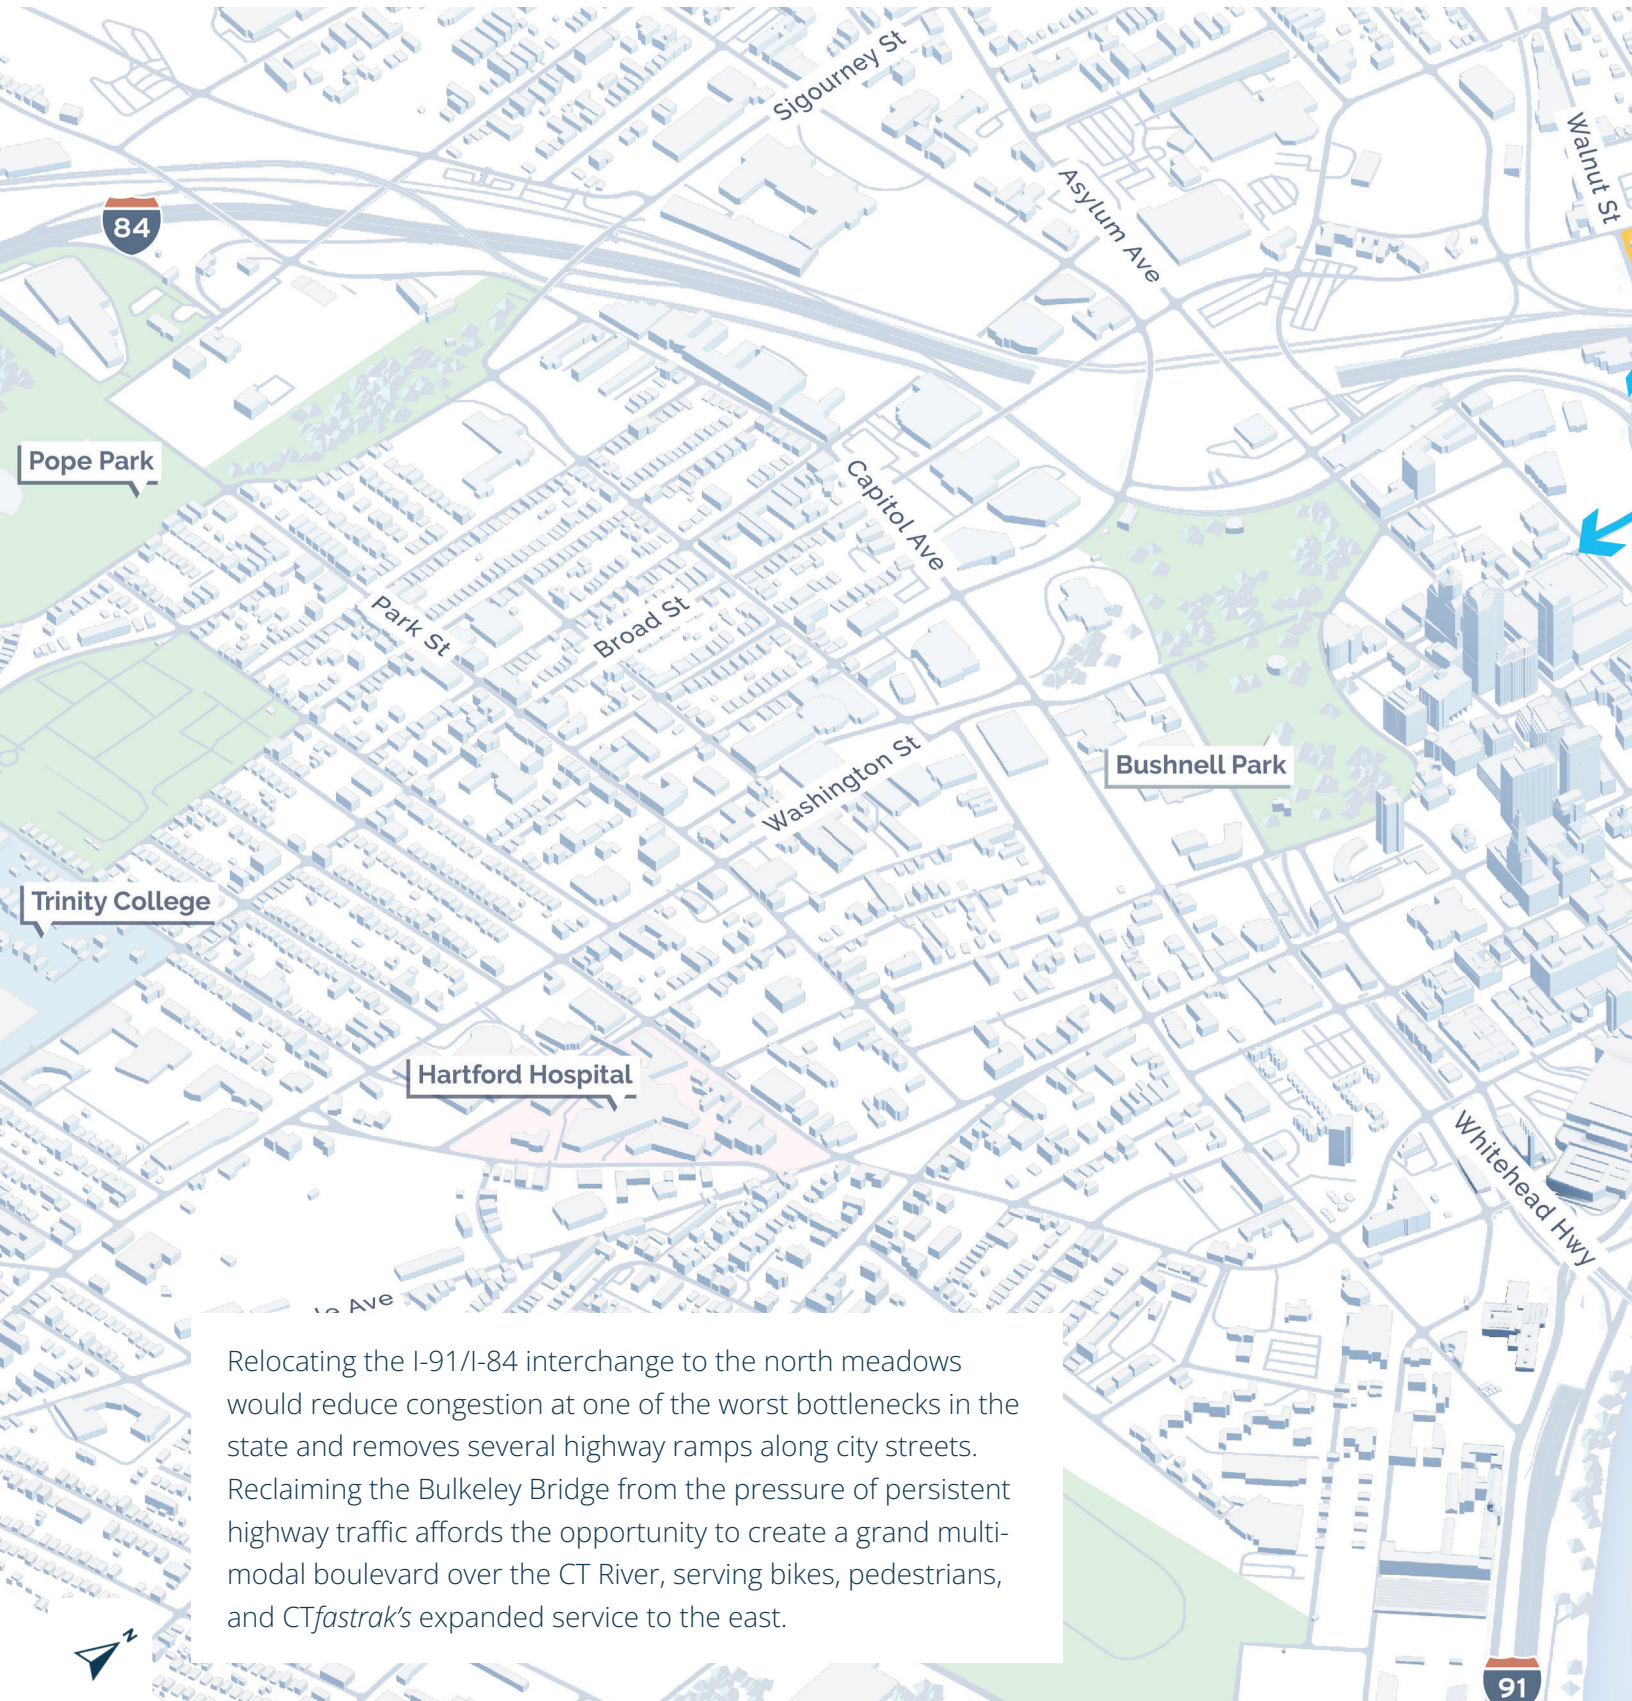 Sigourney St
Walnut St
Asylum Ave
84
Pope Park
Capitol Ave
Park St
Broad St
Washington St
Bushnell Park
Trinity College
Hartford Hospital
Whitehead Hwy
Ave
Relocating the I-91/I-84 interchange to the north meadows
would reduce congestion at one of the worst bottlenecks in the
state and removes several highway ramps along city streets.
Reclaiming the Bulkeley Bridge from the pressure of persistent
highway traffic affords the opportunity to create a grand multi-
modal boulevard over the CT River, serving bikes, pedestrians,
and CTfastrak's expanded service to the east.
N
91